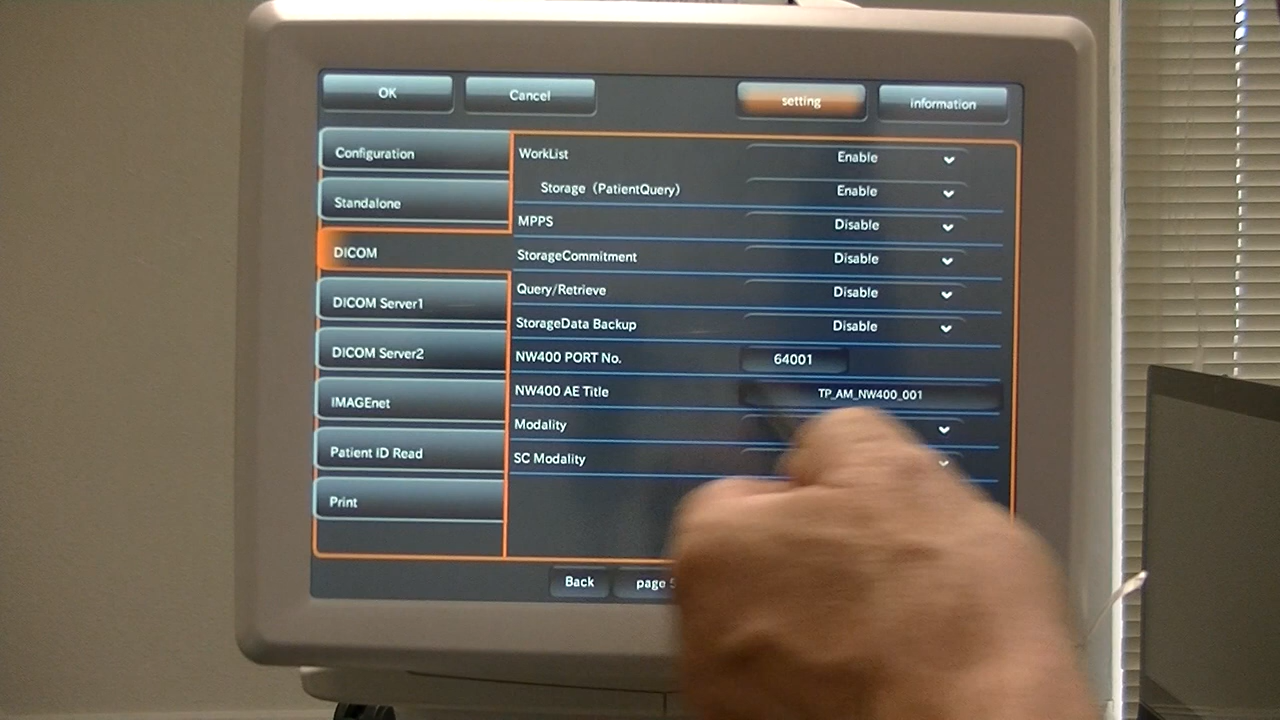 OK Cancel setting information
Configuration
Standalone
DICOM
DICOM Server1
DICOM Server2
IMAGEnet
Patient ID Read
Print
WorkList Enable
Storage (PatientQuery) Enable
MPPS Disable
StorageCommitment Disable
Query/Retrieve Disable
StorageData Backup Disable
NW400 PORT No. 64001
NW400 AE Title TP_AM_NW400_001
Modality
SC Modality
Back page